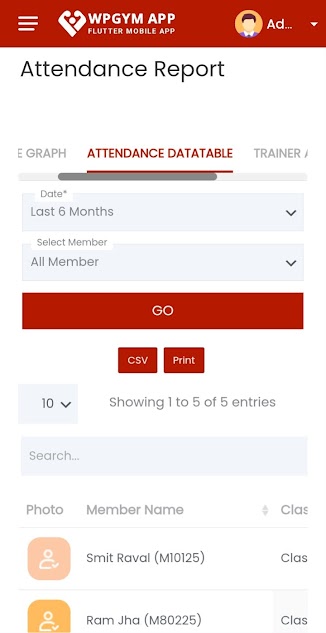 WPGYM APP
FLUTTER MOBILE APP
Ad...
Attendance Report
E GRAPH ATTENDANCE DATATABLE TRAINER A
Date*
Last 6 Months
Select Member
All Member
GO
CSV Print
10 Showing 1 to 5 of 5 entries
Search...
Photo Member Name Clas
Smit Raval (M10125) Clas
Ram Jha (M80225) Clas